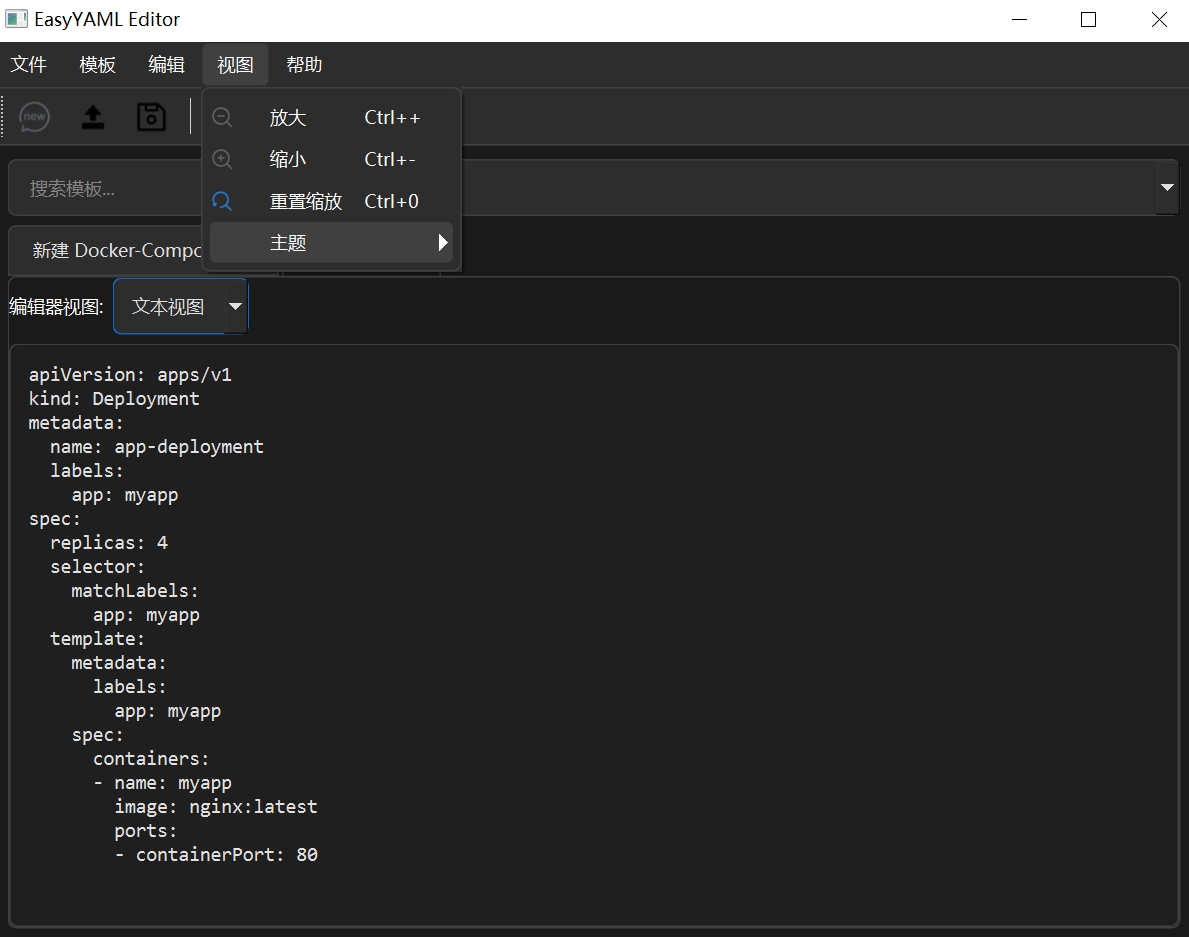 EasyYAML Editor
文件 模板 编辑 视图 帮助
new
放大 Ctrl++
缩小 Ctrl+-
重置缩放 Ctrl+0
主题
搜索模板...
新建 Docker-Compo
编辑器视图: 文本视图
apiVersion: apps/v1
kind: Deployment
metadata:
  name: app-deployment
  labels:
    app: myapp
spec:
  replicas: 4
  selector:
    matchLabels:
      app: myapp
  template:
    metadata:
      labels:
        app: myapp
    spec:
      containers:
      - name: myapp
        image: nginx:latest
        ports:
        - containerPort: 80